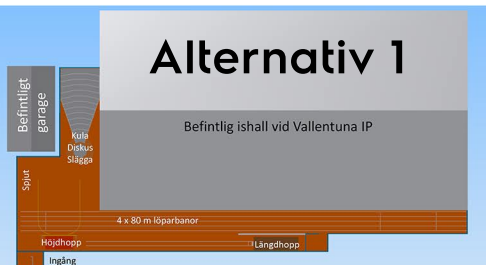 Alternativ 1
Befintligt
garage
Befintlig ishall vid Vallentuna IP
Kula
Diskus
Slägga
Spjut
4 x 80 m löparbanor
Höjdhopp
Längdhopp
Ingång